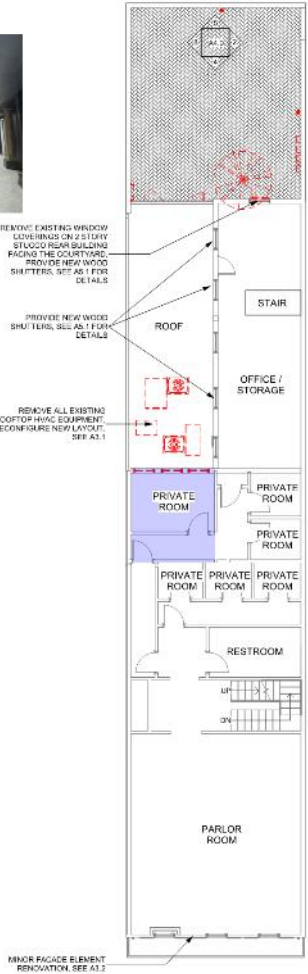 A4.3
REMOVE EXISTING WINDOW
COVERINGS ON 2 STORY
STUCCO REAR BUILDING
FACING THE COURTYARD,
PROVIDE NEW WOOD
SHUTTERS, SEE A5.1 FOR
DETAILS
PROVIDE NEW WOOD
SHUTTERS, SEE A5.1 FOR
DETAILS
ROOF
STAIR
OFFICE /
STORAGE
REMOVE ALL EXISTING
OOFTOP HVAC EQUIPMENT,
ECONFIGURE NEW LAYOUT,
SEE A3.1
PRIVATE
ROOM
PRIVATE
ROOM
PRIVATE
ROOM
PRIVATE
ROOM
PRIVATE
ROOM
PRIVATE
ROOM
RESTROOM
UP
DN
PARLOR
ROOM
MINOR FACADE ELEMENT
RENOVATION, SEE A3.2